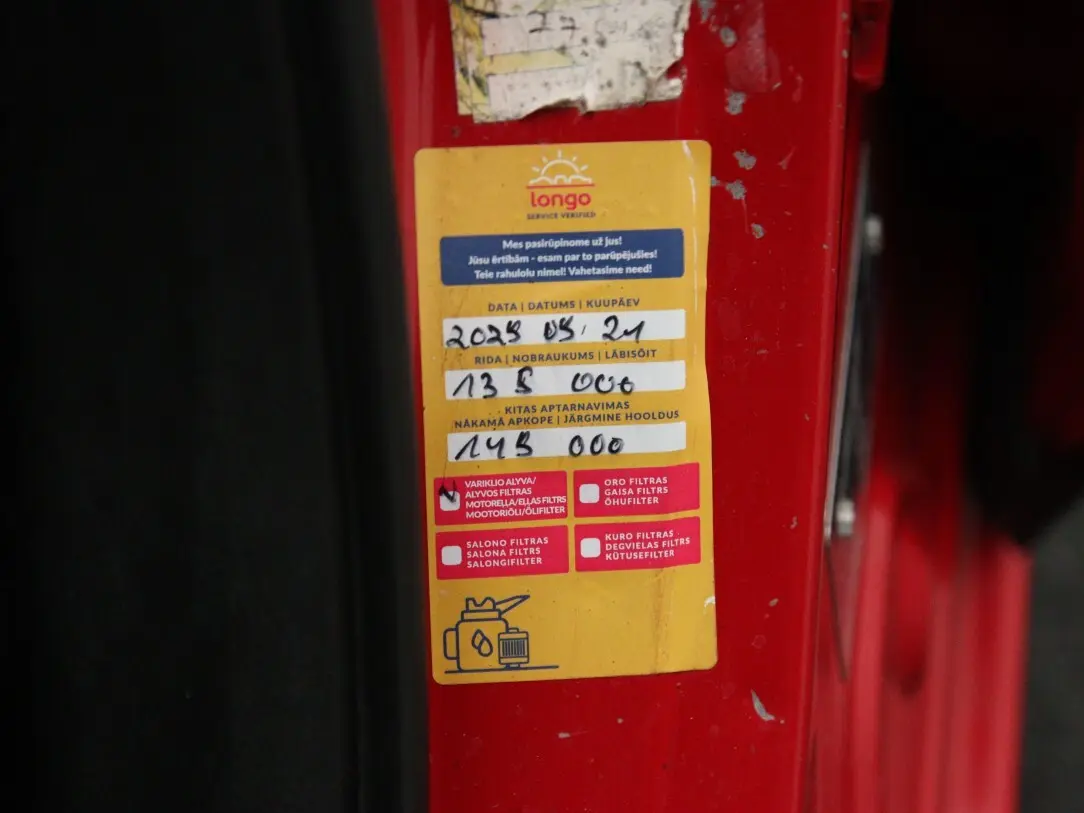 longo
SERVICE VERIFIED
Mes pasirūpinome už jus!
Jūsu ērtībām - esam par to parūpējušies!
Teie rahulolu nimel! Vahetasime need!
DATA | DATUMS | KUUPÄEV
2025 05. 21
RIDA | NOBRAUKUMS | LÄBISÕIT
135 000
KITAS APTARNAVIMAS
NĀKAMĀ APKOPE | JÄRGMINE HOOLDUS
145 000
VARIKLIO ALYVA/
ALYVOS FILTRAS
MOTOREĻĻA/EĻĻAS FILTRS
MOOTORIÕLI/ÕLIFILTER
ORO FILTRAS
GAISA FILTRS
ÕHUFILTER
SALONO FILTRAS
SALONA FILTRS
SALONGIFILTER
KURO FILTRAS
DEGVIELAS FILTRS
KÜTUSEFILTER